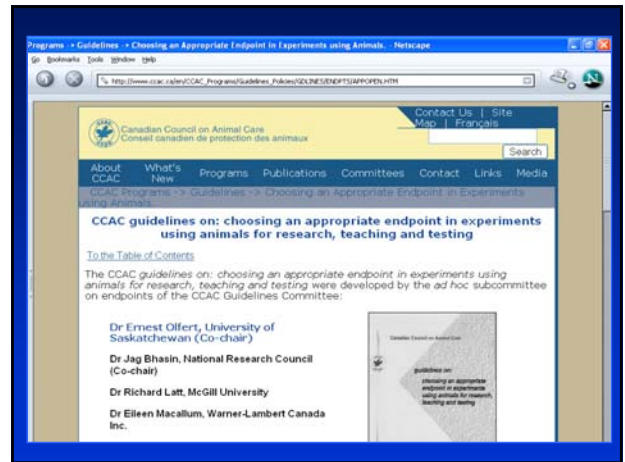 Programs -> Guidelines -> Choosing an Appropriate Endpoint in Experiments using Animals. - Netscape
Go Bookmarks Tools Window Help
http://www.ccac.ca/en/CCAC_Programs/Guidelines_Policies/GDLINES/ENDPTS/APPOPEN.HTM
Contact Us | Site
Map | Français
Canadian Council on Animal Care
Conseil canadien de protection des animaux
Search
About CCAC What's New Programs Publications Committees Contact Links Media
CCAC Programs -> Guidelines -> Choosing an Appropriate Endpoint in Experiments
using Animals.
CCAC guidelines on: choosing an appropriate endpoint in experiments
using animals for research, teaching and testing
To the Table of Contents
The CCAC guidelines on: choosing an appropriate endpoint in experiments using
animals for research, teaching and testing were developed by the ad hoc subcommittee
on endpoints of the CCAC Guidelines Committee:
Dr Ernest Olfert, University of
Saskatchewan (Co-chair)
Dr Jag Bhasin, National Research Council
(Co-chair)
Dr Richard Latt, McGill University
Dr Eileen Macallum, Warner-Lambert Canada
Inc.
Canadian Council on Animal Care
guidelines on:
choosing an appropriate
endpoint in experiments
using animals for research,
teaching and testing